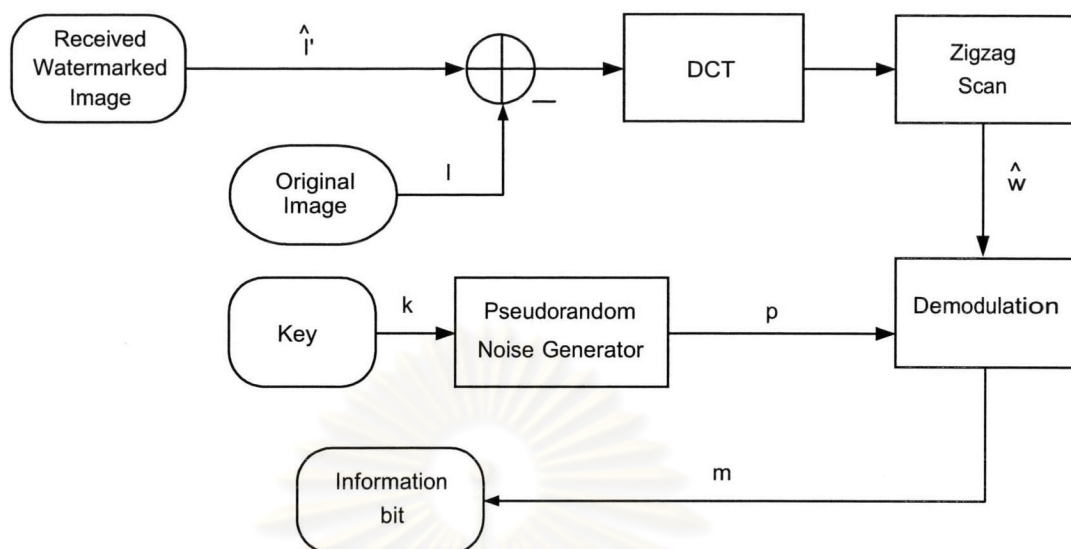 Received
Watermarked
Image
Î'
DCT
Zigzag
Scan
Original
Image
I
ŵ
Key
k
Pseudorandom
Noise Generator
p
Demodulation
Information
bit
m